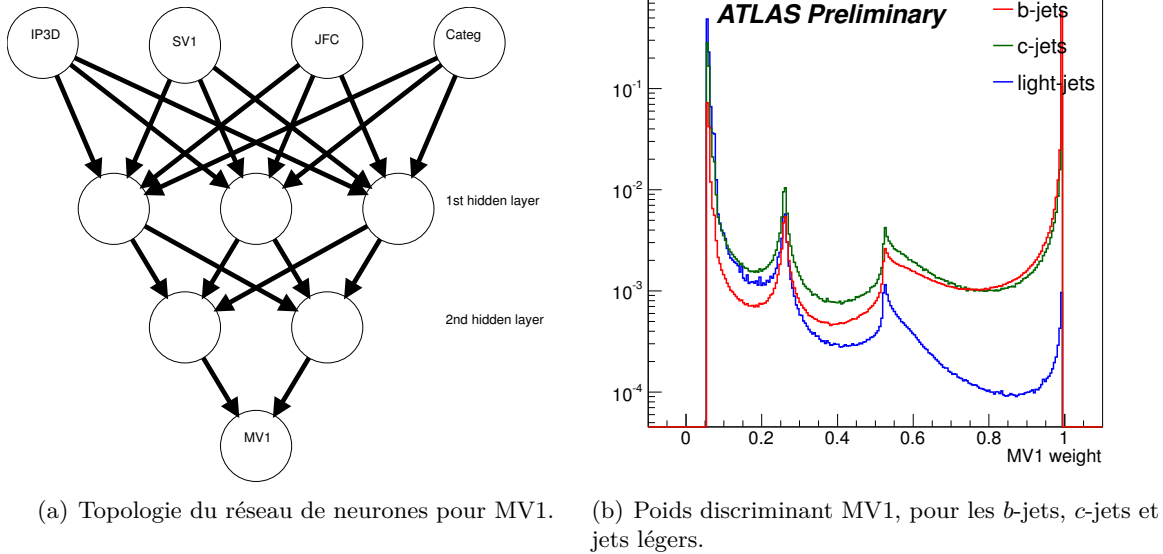 IP3D
SV1
JFC
Categ
1st hidden layer
2nd hidden layer
MV1
ATLAS Preliminary
b-jets
c-jets
light-jets
10⁻¹
10⁻²
10⁻³
10⁻⁴
0 0.2 0.4 0.6 0.8 1
MV1 weight
(a) Topologie du réseau de neurones pour MV1.
(b) Poids discriminant MV1, pour les b-jets, c-jets et
jets légers.